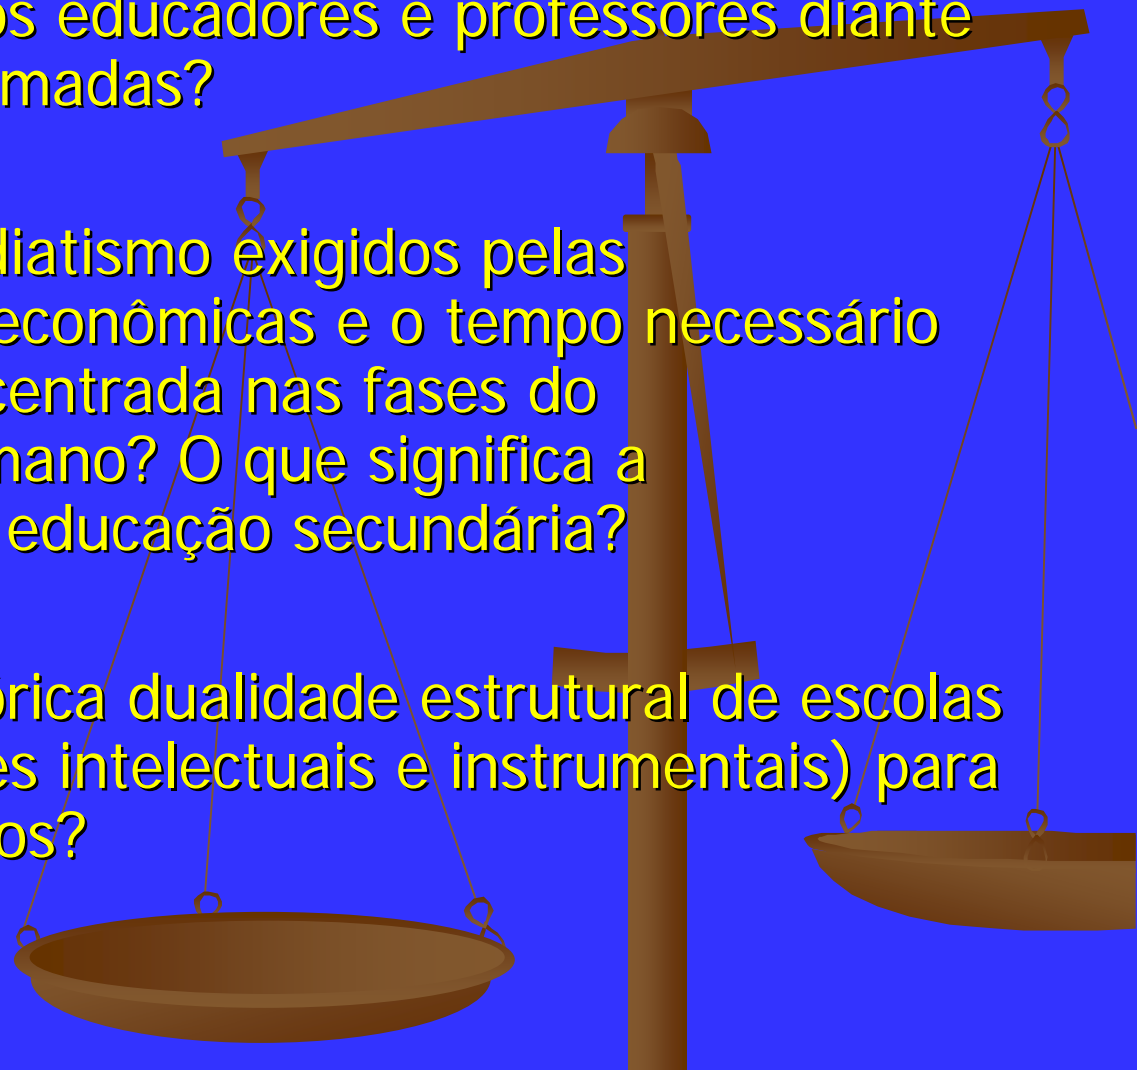 os educadores e professores diante
madas?
diatismo exigidos pelas
econômicas e o tempo necessário
centrada nas fases do
mano? O que significa a
educação secundária?
órica dualidade estrutural de escolas
es intelectuais e instrumentais) para
os?